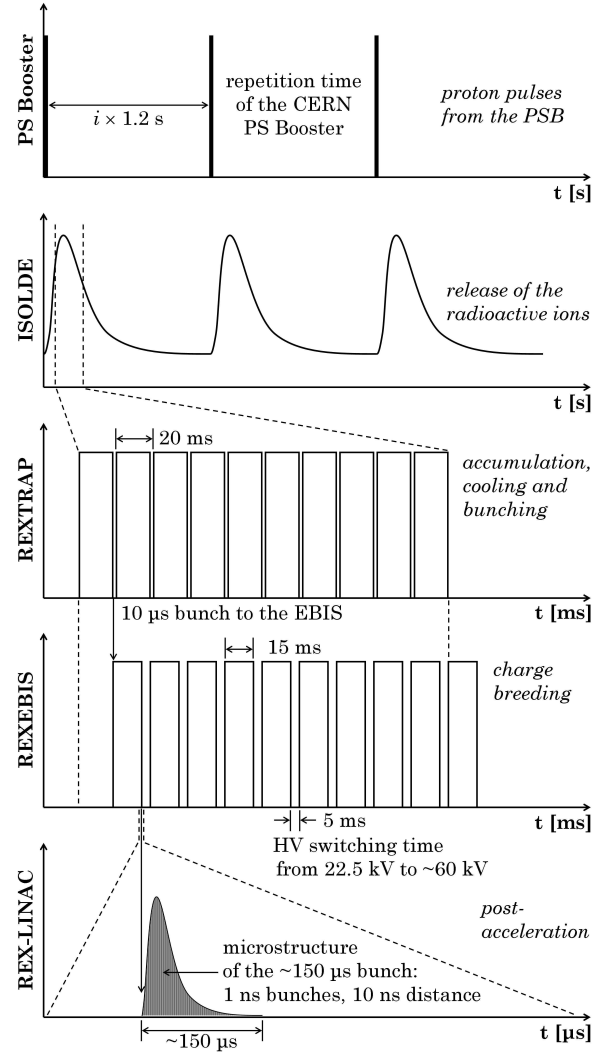 PS Booster
i × 1.2 s
repetition time
of the CERN
PS Booster
proton pulses
from the PSB
t [s]
ISOLDE
release of the
radioactive ions
t [s]
REXTRAP
20 ms
accumulation,
cooling and
bunching
t [ms]
10 µs bunch to the EBIS
REXEBIS
15 ms
charge
breeding
t [ms]
5 ms
HV switching time
from 22.5 kV to ~60 kV
REX-LINAC
post-
acceleration
microstructure
of the ~150 µs bunch:
1 ns bunches, 10 ns distance
t [µs]
~150 µs